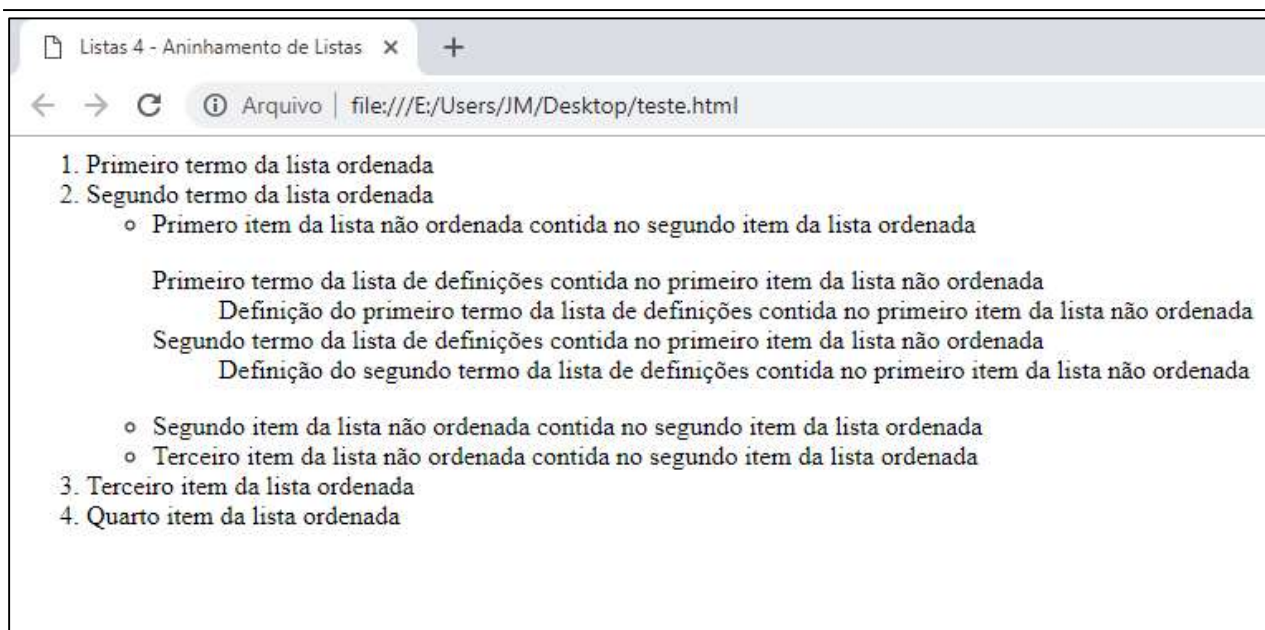 Listas 4 - Aninhamento de Listas
Arquivo | file:///E:/Users/JM/Desktop/teste.html
1. Primeiro termo da lista ordenada
2. Segundo termo da lista ordenada
Primero item da lista não ordenada contida no segundo item da lista ordenada
Primeiro termo da lista de definições contida no primeiro item da lista não ordenada
Definição do primeiro termo da lista de definições contida no primeiro item da lista não ordenada
Segundo termo da lista de definições contida no primeiro item da lista não ordenada
Definição do segundo termo da lista de definições contida no primeiro item da lista não ordenada
Segundo item da lista não ordenada contida no segundo item da lista ordenada
Terceiro item da lista não ordenada contida no segundo item da lista ordenada
3. Terceiro item da lista ordenada
4. Quarto item da lista ordenada